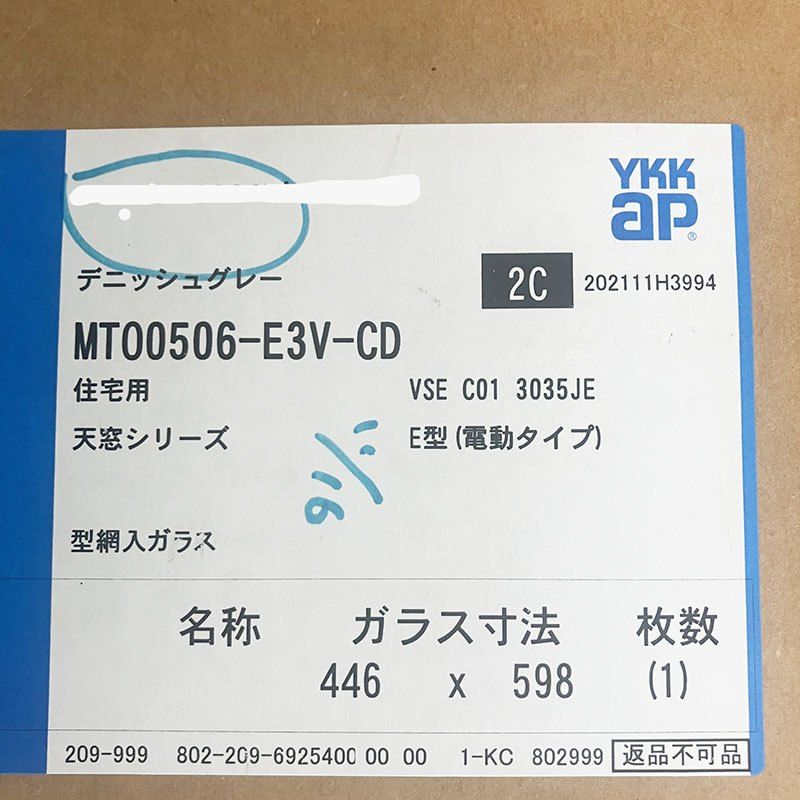 YKK
ap®
デニッシュグレー
2C 202111H3994
MT00506-E3V-CD
住宅用 VSE C01 3035JE
天窓シリーズ E型(電動タイプ)
型網入ガラス
名称 ガラス寸法 枚数
446 x 598 (1)
209-999 802-209-6925400 00 00 1-KC 802999 返品不可品